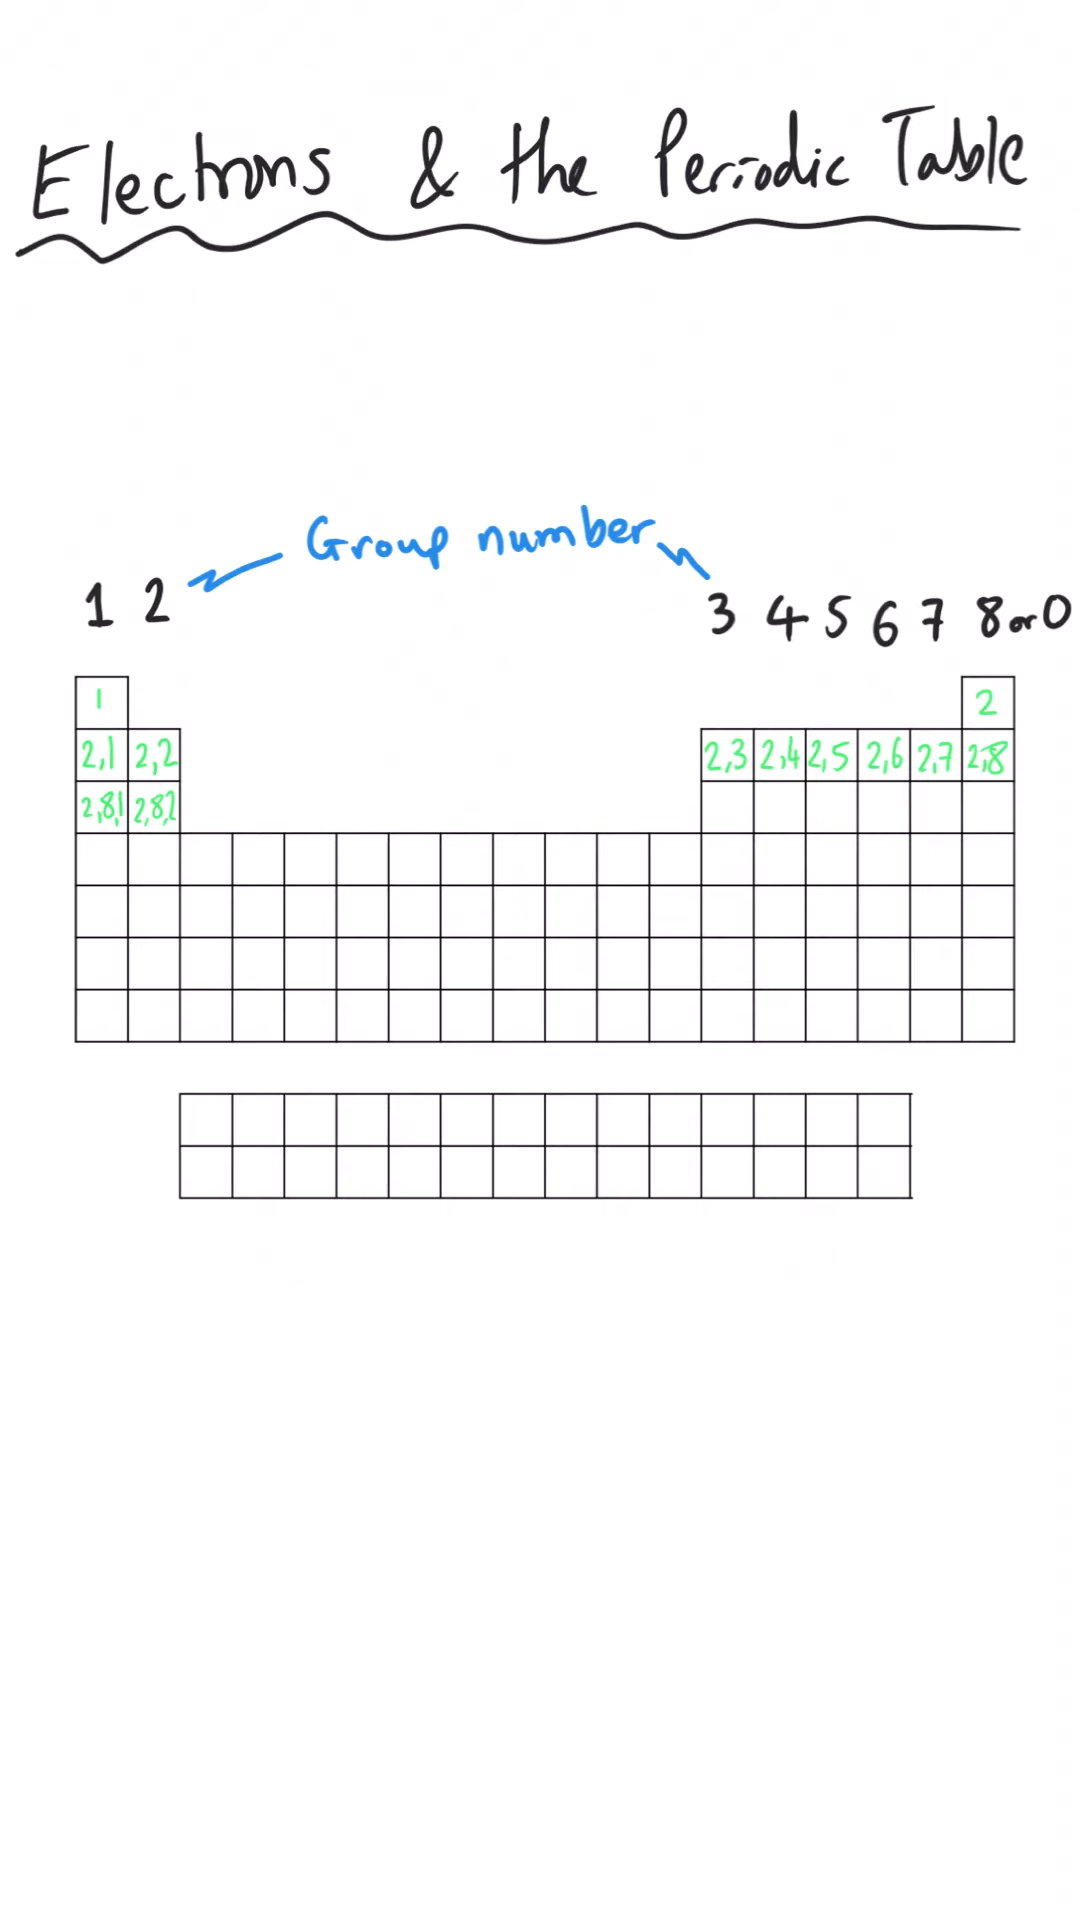 Electrons & the Periodic Table
Group number
1 2 3 4 5 6 7 8 or 0
1 2
2,1 2,2 2,3 2,4 2,5 2,6 2,7 2,8
2,8,1 2,8,2